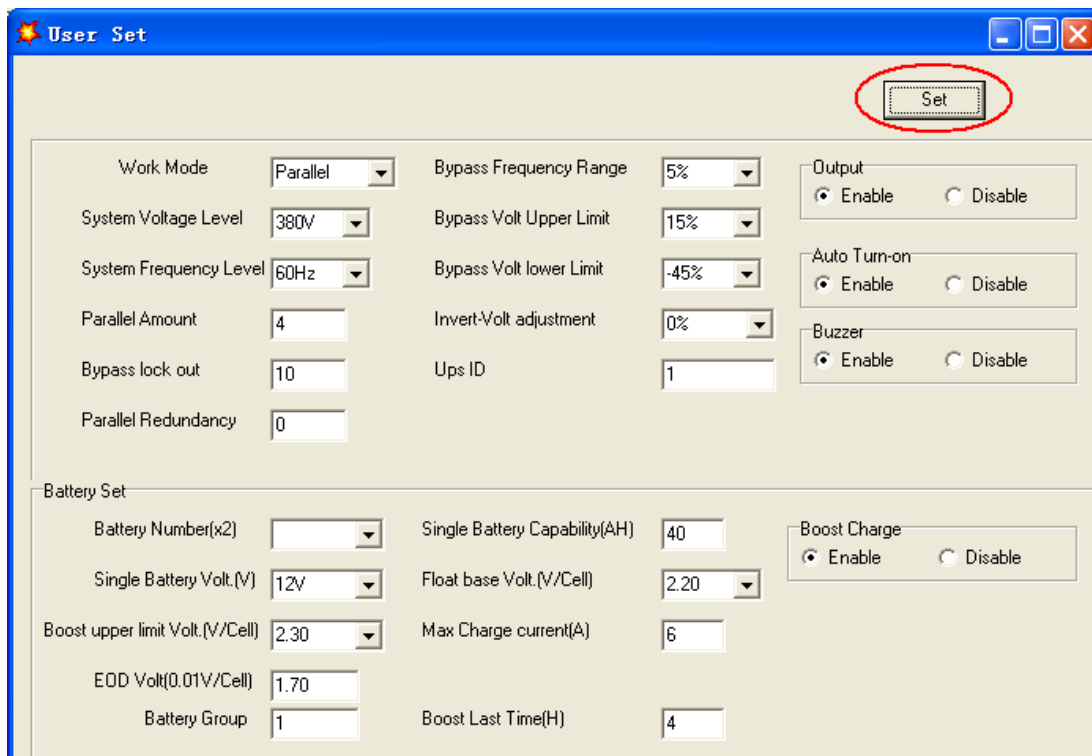 User Set
Set
Work Mode Parallel Bypass Frequency Range 5% Output
Enable Disable
System Voltage Level 380V Bypass Volt Upper Limit 15%
System Frequency Level 60Hz Bypass Volt lower Limit -45% Auto Turn-on
Enable Disable
Parallel Amount 4 Invert-Volt adjustment 0% Buzzer
Enable Disable
Bypass lock out 10 Ups ID 1
Parallel Redundancy 0
Battery Set
Battery Number(x2) Single Battery Capability(AH) 40 Boost Charge
Enable Disable
Single Battery Volt.(V) 12V Float base Volt.(V/Cell) 2.20
Boost upper limit Volt.(V/Cell) 2.30 Max Charge current(A) 6
EOD Volt(0.01V/Cell) 1.70
Battery Group 1 Boost Last Time(H) 4